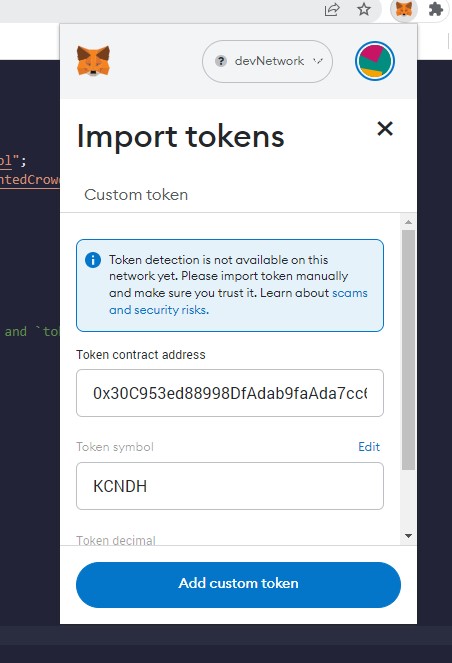 ? devNetwork
Import tokens
Custom token
ol";
ntedCrow
Token detection is not available on this
network yet. Please import token manually
and make sure you trust it. Learn about scams
and security risks.
and `to
Token contract address
0x30C953ed88998DfAdab9faAda7cc6
Token symbol
Edit
KCNDH
Token decimal
Add custom token